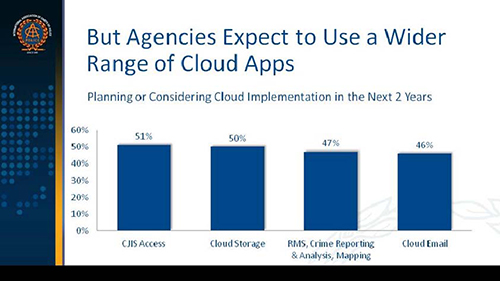 But Agencies Expect to Use a Wider
Range of Cloud Apps
Planning or Considering Cloud Implementation in the Next 2 Years
60%
50%
40%
30%
20%
10%
0%
51%
50%
47%
46%
CJIS Access
Cloud Storage
RMS, Crime Reporting
& Analysis, Mapping
Cloud Email